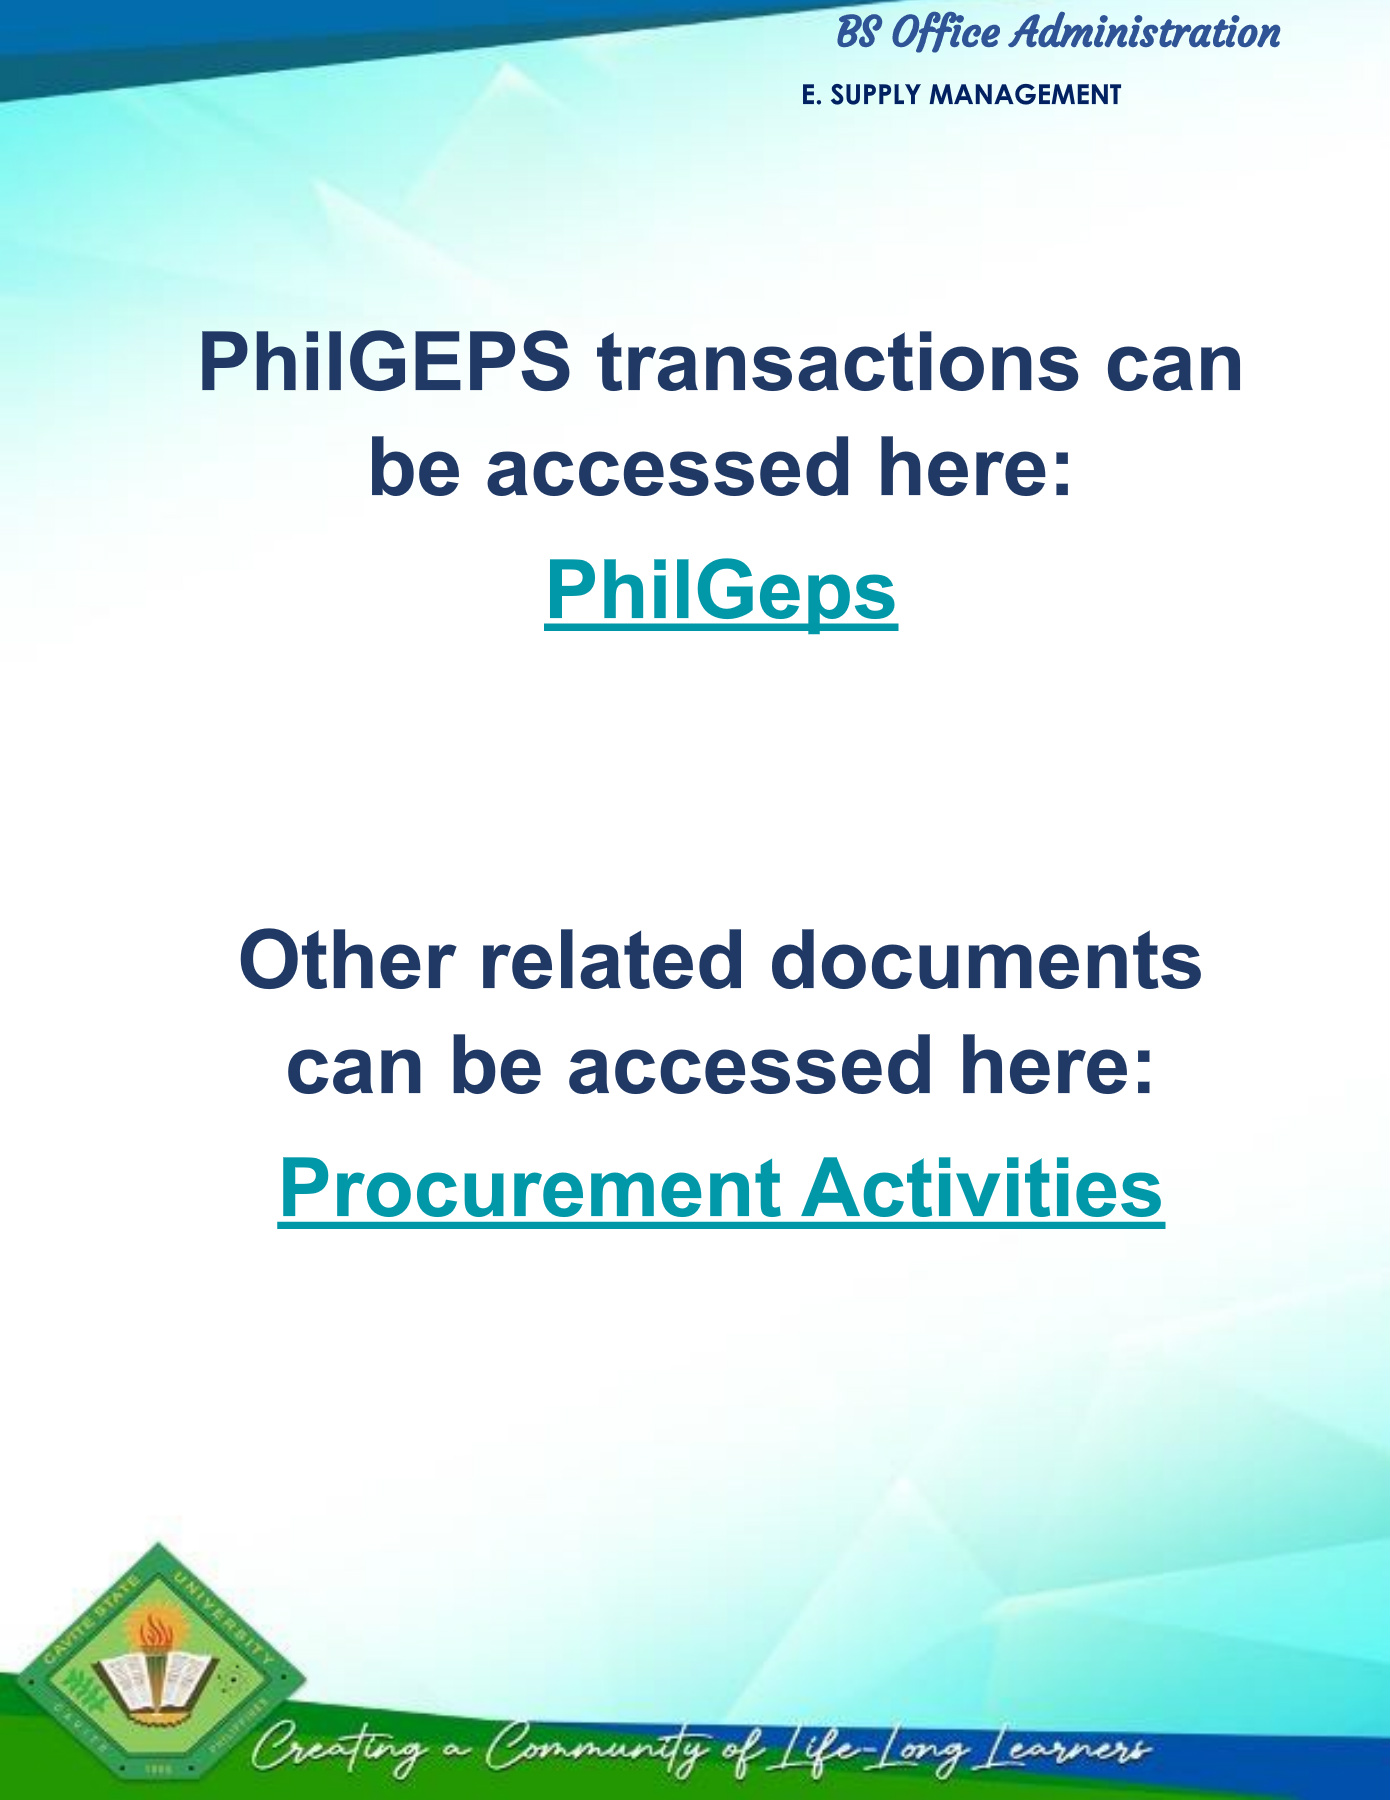 BS Office Administration
E. SUPPLY MANAGEMENT
PhilGEPS transactions can
be accessed here:
PhilGeps
Other related documents
can be accessed here:
Procurement Activities
CAVITE STATE UNIVERSITY
CAVITE
PHILIPPINES
1906
Creating a Community of Life-Long Learners